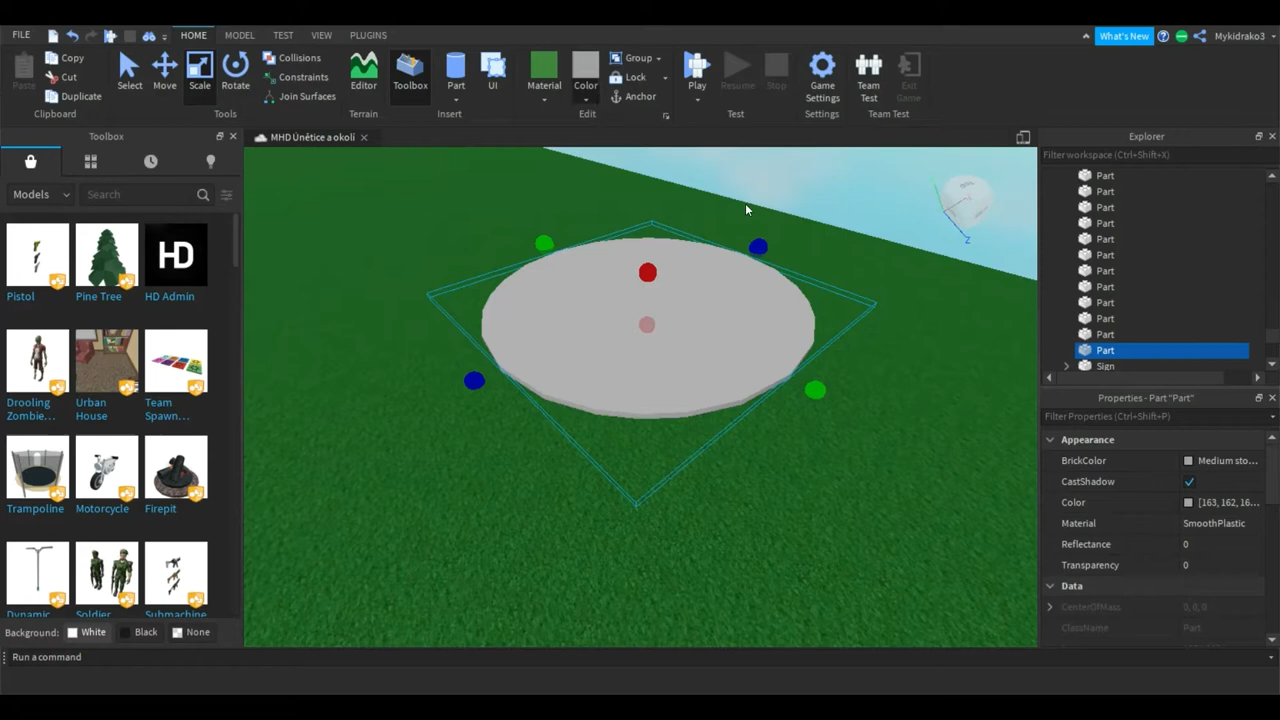 FILE HOME MODEL TEST VIEW PLUGINS What's New Mykidrako3
Paste Copy Cut Duplicate Clipboard
Select Move Scale Rotate Collisions Constraints Join Surfaces Tools
Editor Terrain
Toolbox Part UI Insert
Material Color Group Lock Anchor Edit
Play Resume Stop Test
Game Settings Settings
Team Test Exit Game Team Test
Toolbox
MHD Únětice a okolí
Models Search
Pistol Pine Tree HD Admin
HD
Drooling Zombie... Urban House Team Spawn...
Trampoline Motorcycle Firepit
Dynamic Soldier Submachine
Background: White Black None
Run a command
Z
Explorer
Filter workspace (Ctrl+Shift+X)
Part
Part
Part
Part
Part
Part
Part
Part
Part
Part
Part
Part
Sign
Properties - Part "Part"
Filter Properties (Ctrl+Shift+P)
Appearance
BrickColor Medium sto...
CastShadow
Color [163, 162, 16...
Material SmoothPlastic
Reflectance 0
Transparency 0
Data
CenterOfMass 0, 0, 0
ClassName Part